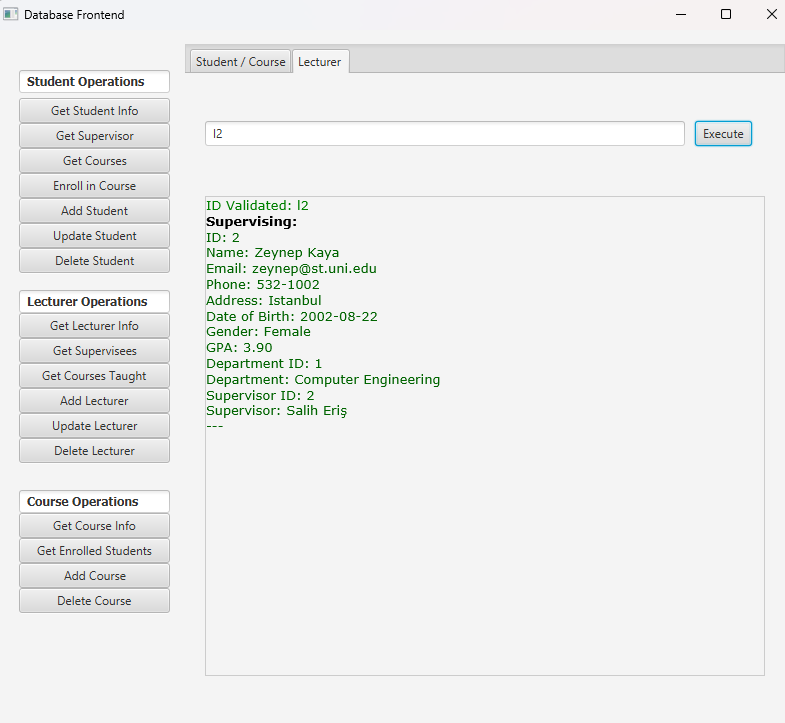 Database Frontend
Student Operations
Get Student Info
Get Supervisor
Get Courses
Enroll in Course
Add Student
Update Student
Delete Student
Lecturer Operations
Get Lecturer Info
Get Supervisees
Get Courses Taught
Add Lecturer
Update Lecturer
Delete Lecturer
Course Operations
Get Course Info
Get Enrolled Students
Add Course
Delete Course
Student / Course Lecturer
l2 Execute
ID Validated: l2
Supervising:
ID: 2
Name: Zeynep Kaya
Email: zeynep@st.uni.edu
Phone: 532-1002
Address: Istanbul
Date of Birth: 2002-08-22
Gender: Female
GPA: 3.90
Department ID: 1
Department: Computer Engineering
Supervisor ID: 2
Supervisor: Salih Eriş
---